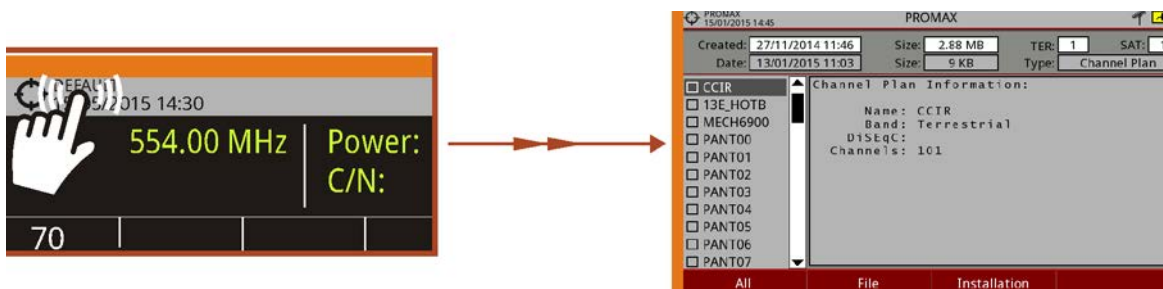 DEFAULT
2015 14:30
554.00 MHz
Power:
C/N:
70
PROMAX
15/01/2015 14:45
PROMAX
Created: 27/11/2014 11:46 Size: 2.88 MB TER: 1 SAT:
Date: 13/01/2015 11:03 Size: 9 KB Type: Channel Plan
CCIR
13E_HOTB
MECH6900
PANT00
PANT01
PANT02
PANT03
PANT04
PANT05
PANT06
PANT07
Channel Plan Information:
Name: CCIR
Band: Terrestrial
DiSEqC:
Channels: 101
All File Installation